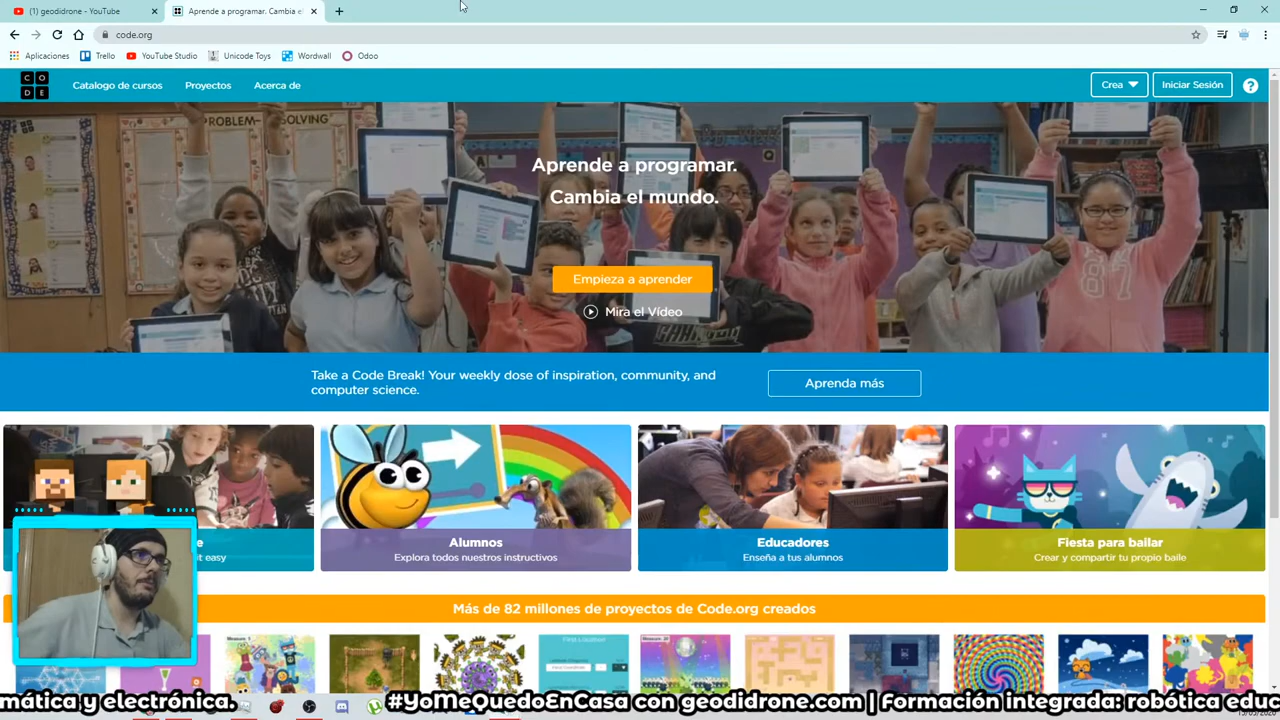 (1) geodidrone - YouTube
Aprende a programar. Cambia el
code.org
Aplicaciones
Trello
YouTube Studio
Unicode Toys
Wordwall
Odoo
CODE
Catalogo de cursos
Proyectos
Acerca de
Crea
Iniciar Sesión
?
PROBLEM-SOLVING
Aprende a programar.
Cambia el mundo.
Empieza a aprender
Mira el Vídeo
Take a Code Break! Your weekly dose of inspiration, community, and
computer science.
Aprenda más
it easy
Alumnos
Explora todos nuestros instructivos
Educadores
Enseña a tus alumnos
Fiesta para bailar
Crear y compartir tu propio baile
Más de 82 millones de proyectos de Code.org creados
mática y electrónica.
#YoMeQuedoEnCasa con geodidrone.com | Formación integrada: robótica educ